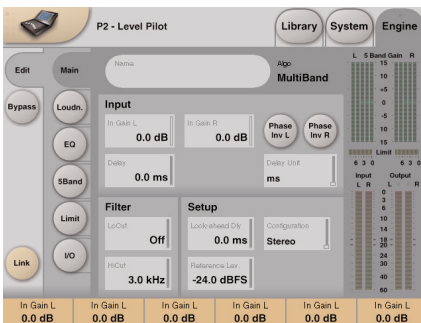 P2 - Level Pilot
Library
System
Engine
Edit
Main
Name
Algo
MultiBand
L 5 Band Gain R
15
10
+5
0
-5
10
15
Limit
6 3 0
6 3 0
Bypass
Loudn.
Input
In Gain L
0.0 dB
In Gain R
0.0 dB
Phase Inv L
Phase Inv R
EQ
Delay
0.0 ms
Delay Unit
ms
5Band
Input
Output
L R
L R
0
3
6
10
14
18
20
24
30
40
60
Limit
Filter
Setup
LoCut
Off
Look-ahead Dly
0.0 ms
Configuration
Stereo
I/O
Link
HiCut
3.0 kHz
Reference Lev.
-24.0 dBFS
In Gain L
In Gain L
In Gain L
In Gain L
In Gain L
In Gain L
0.0 dB
0.0 dB
0.0 dB
0.0 dB
0.0 dB
0.0 dB